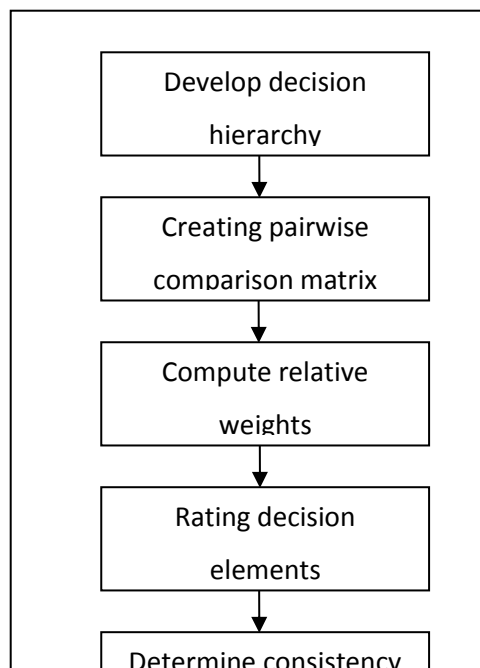 Develop decision
hierarchy
Creating pairwise
comparison matrix
Compute relative
weights
Rating decision
elements
Determine consistency